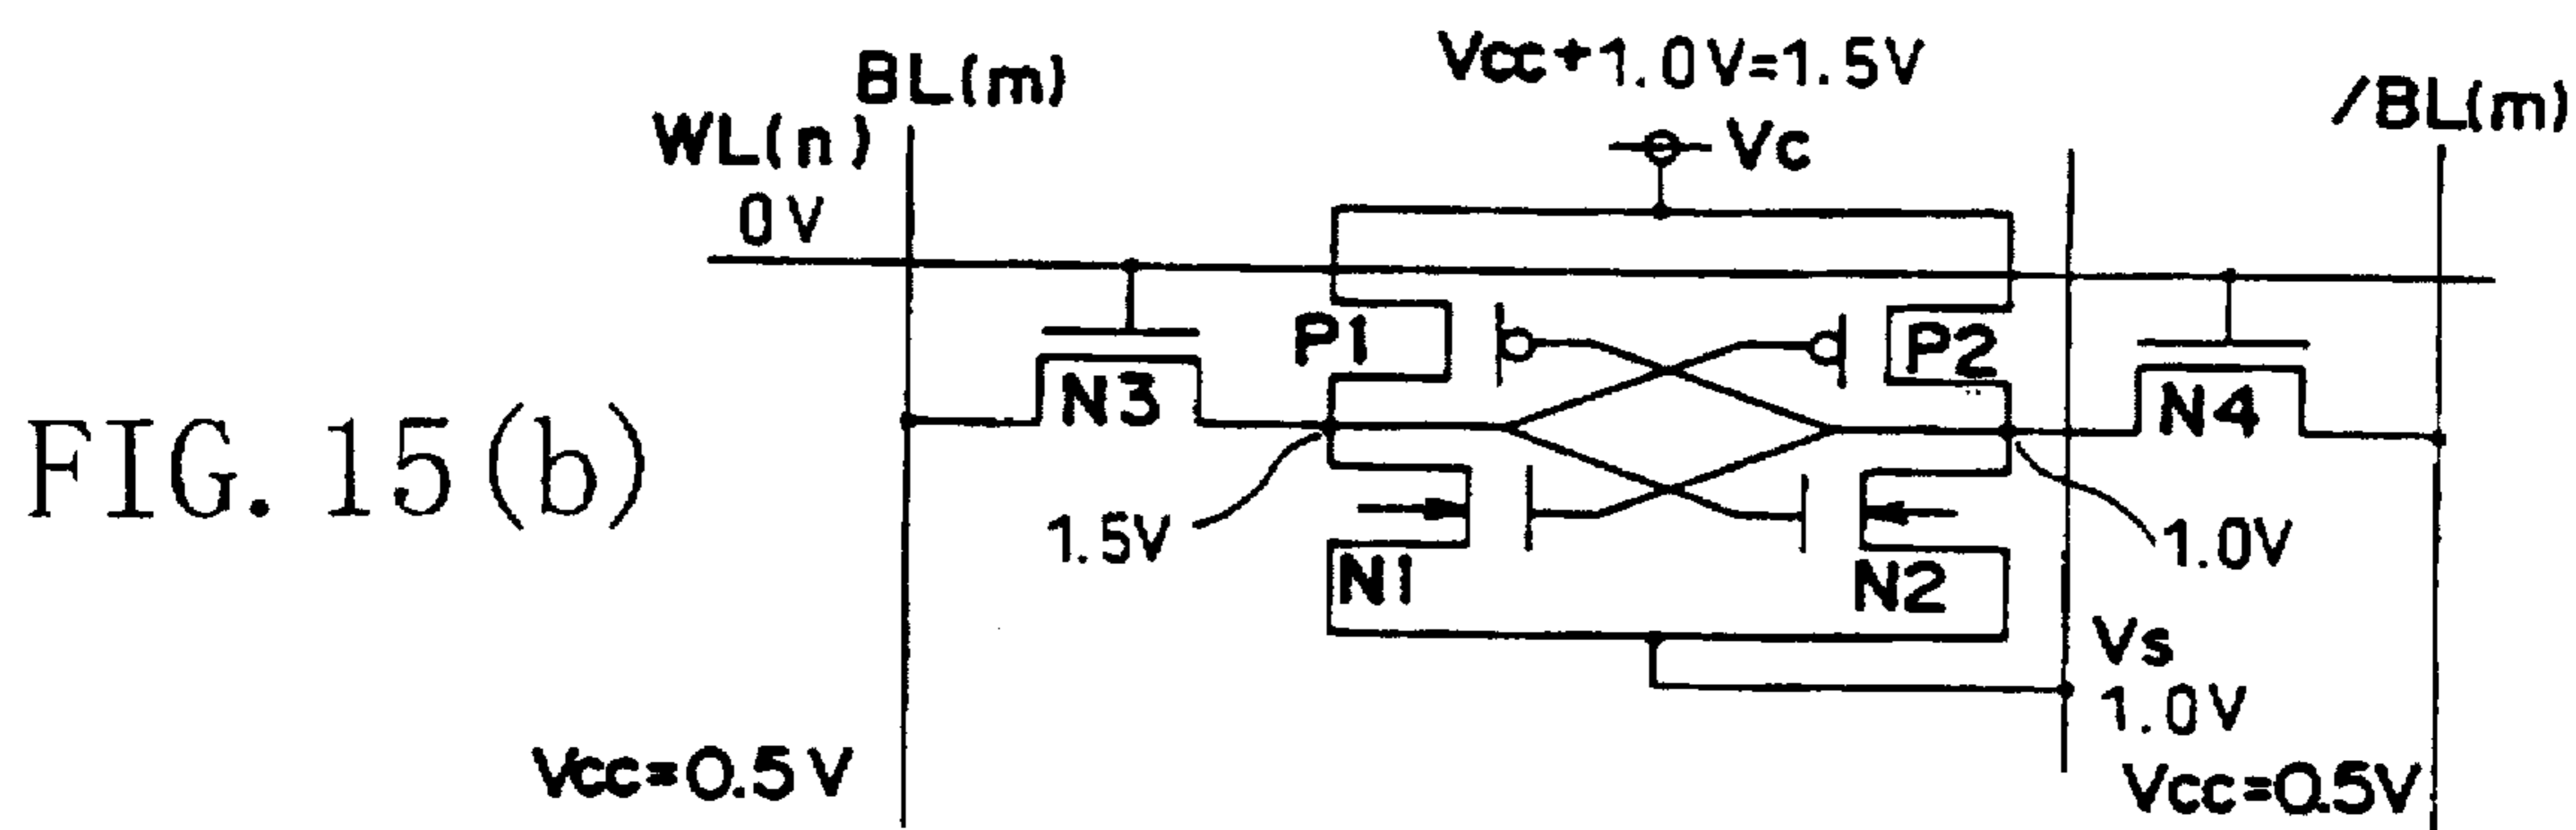 Vcc+1.0V=1.5V
BL(m)
/BL(m)
WL(n)
Vc
0V
P1
P2
N3
N4
FIG. 15(b)
1.5V
1.0V
N1
N2
Vs
1.0V
Vcc=0.5V
Vcc=0.5V